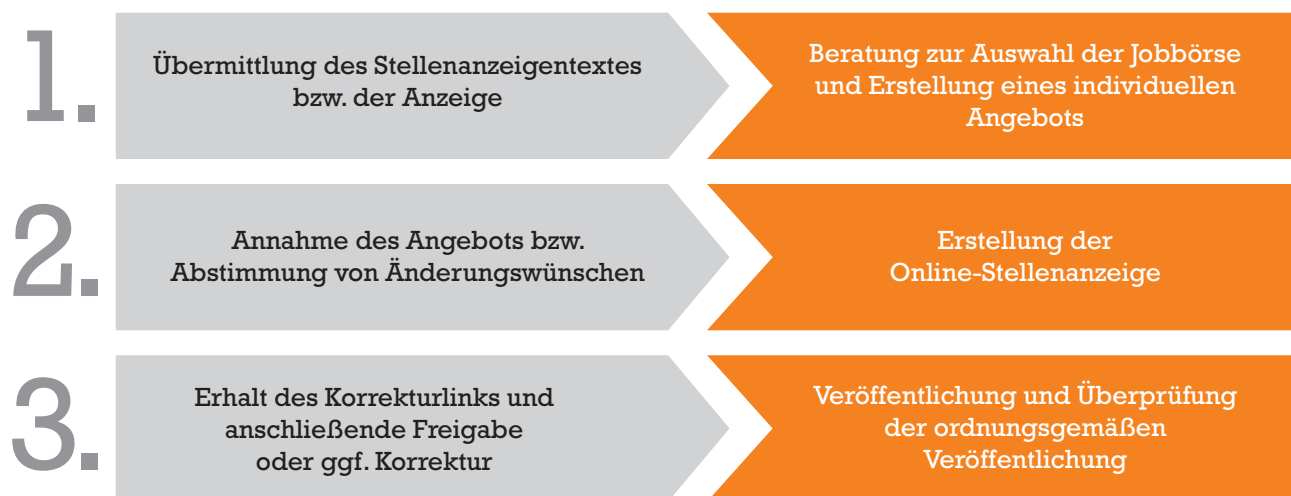 1.
Übermittlung des Stellenanzeigentextes
bzw. der Anzeige
Beratung zur Auswahl der Jobbörse
und Erstellung eines individuellen
Angebots
2.
Annahme des Angebots bzw.
Abstimmung von Änderungswünschen
Erstellung der
Online-Stellenanzeige
3.
Erhalt des Korrekturlinks und
anschließende Freigabe
oder ggf. Korrektur
Veröffentlichung und Überprüfung
der ordnungsgemäßen
Veröffentlichung